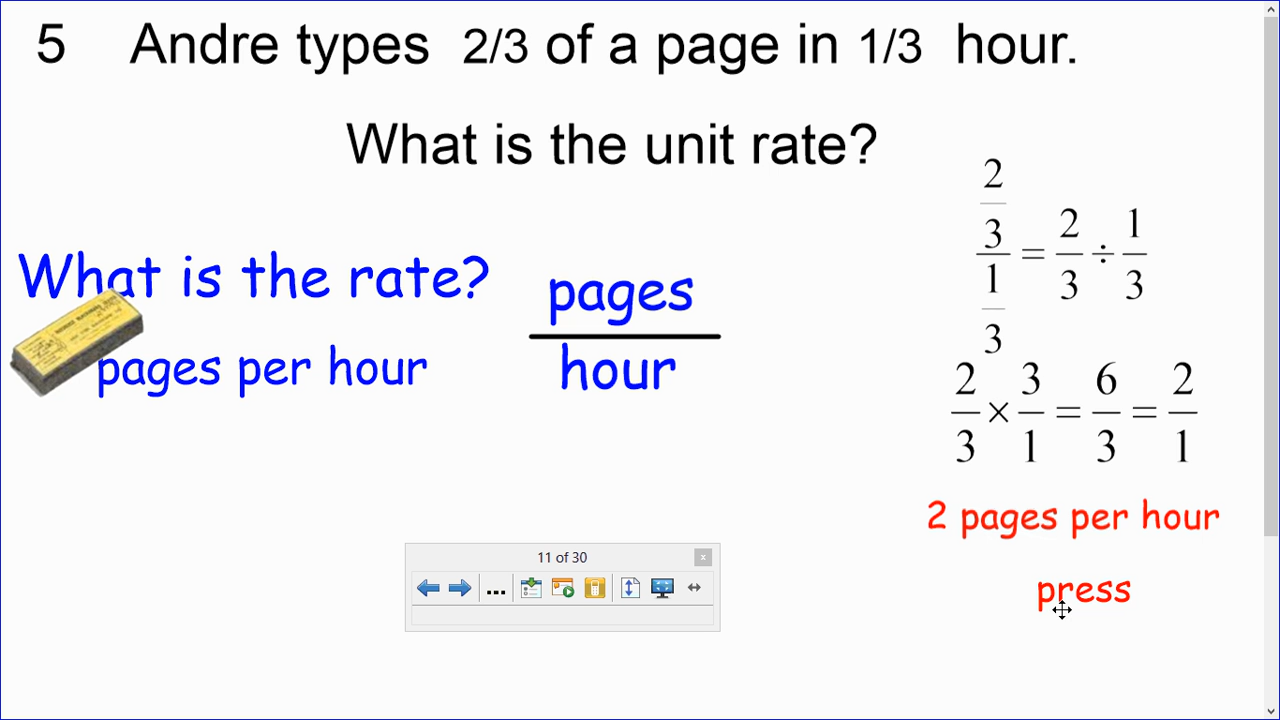 5 Andre types 2/3 of a page in 1/3 hour.
What is the unit rate?
What is the rate?
pages per hour
pages
hour
2/3 / 1/3 = 2/3 ÷ 1/3
2/3 × 3/1 = 6/3 = 2/1
2 pages per hour
press
11 of 30
...